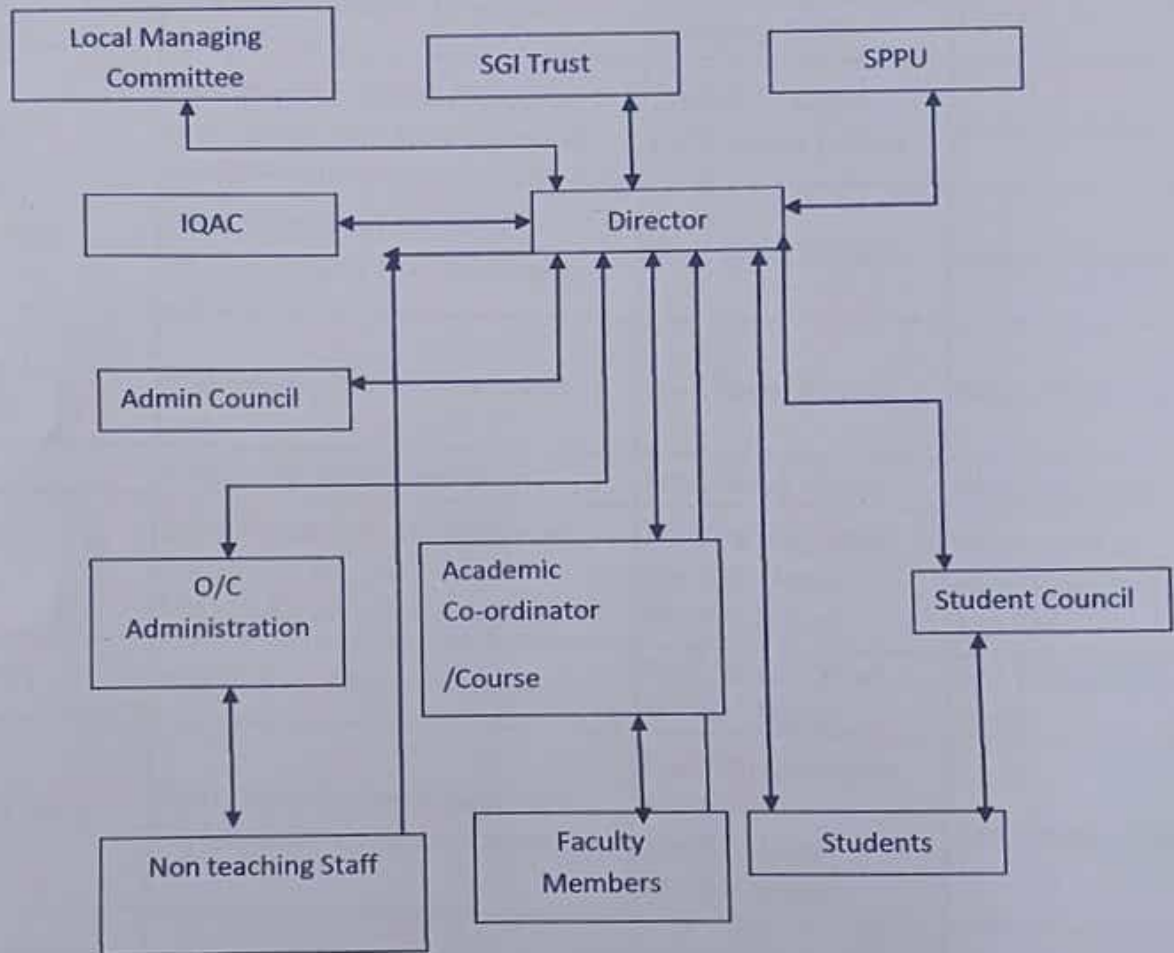 Local Managing
Committee
SGI Trust
SPPU
IQAC
Director
Admin Council
O/C
Administration
Academic
Co-ordinator
/Course
Student Council
Non teaching Staff
Faculty
Members
Students